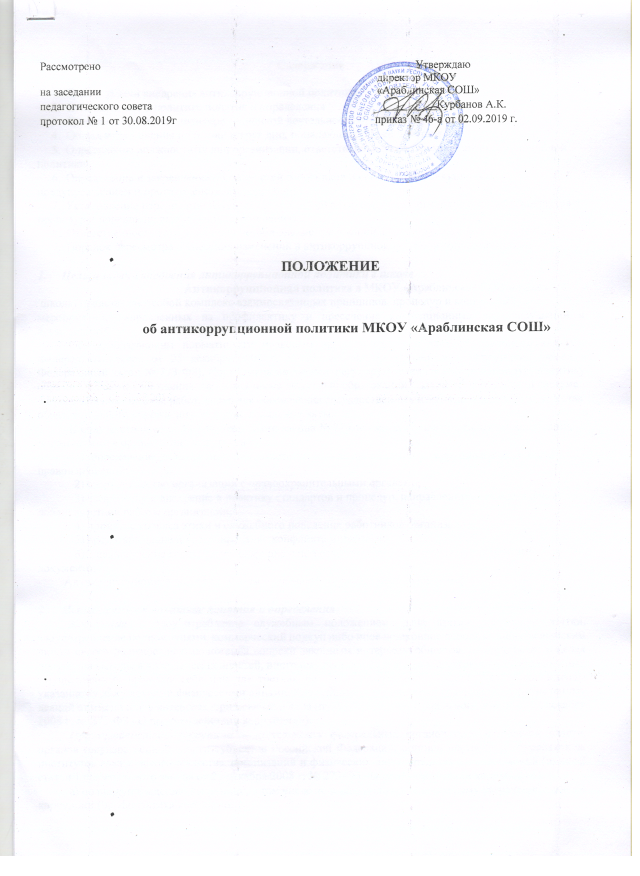 Рассмотрено
на заседании
педагогического совета
протокол № 1 от 30.08.2019г
Утверждаю
директор МКОУ
«Араблинская СОШ»
Курбанов А.К.
приказ № 46-а от 02.09.2019 г.
ПОЛОЖЕНИЕ
об антикоррупционной политики МКОУ «Араблинская СОШ»